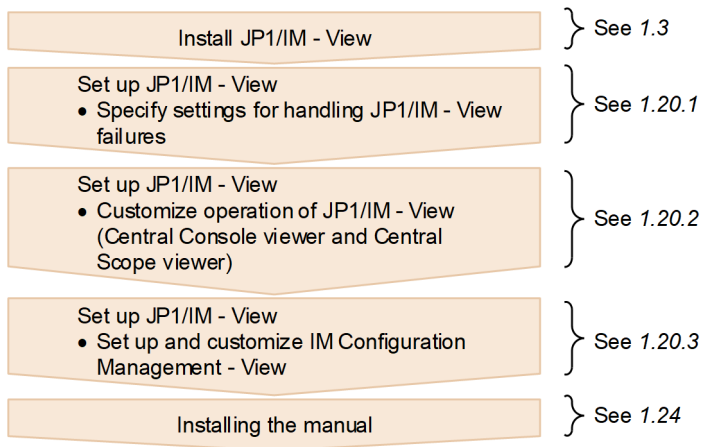 Install JP1/IM - View
See 1.3
Set up JP1/IM - View
• Specify settings for handling JP1/IM - View
failures
See 1.20.1
Set up JP1/IM - View
• Customize operation of JP1/IM - View
(Central Console viewer and Central
Scope viewer)
See 1.20.2
Set up JP1/IM - View
• Set up and customize IM Configuration
Management - View
See 1.20.3
Installing the manual
See 1.24